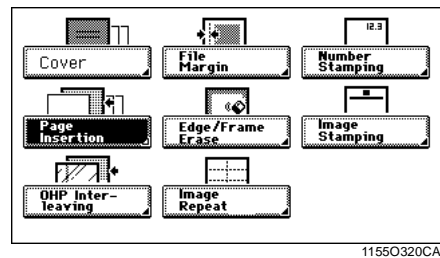 12.3
Cover
File
Margin
Number
Stamping
Page
Insertion
Edge/Frame
Erase
Image
Stamping
OHP Inter-
leaving
Image
Repeat
1155O320CA